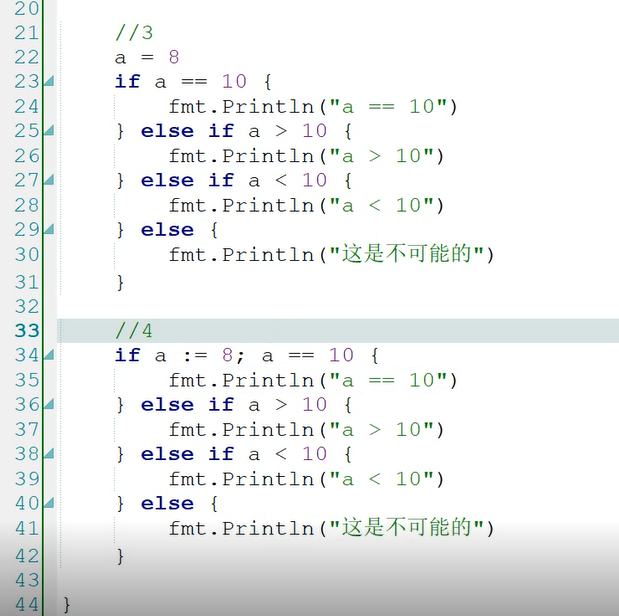 20
21 //3
22 a = 8
23 if a == 10 {
24 fmt.Println("a == 10")
25 } else if a > 10 {
26 fmt.Println("a > 10")
27 } else if a < 10 {
28 fmt.Println("a < 10")
29 } else {
30 fmt.Println("这是不可能的")
31 }
32
33 //4
34 if a := 8; a == 10 {
35 fmt.Println("a == 10")
36 } else if a > 10 {
37 fmt.Println("a > 10")
38 } else if a < 10 {
39 fmt.Println("a < 10")
40 } else {
41 fmt.Println("这是不可能的")
42 }
43
44 }